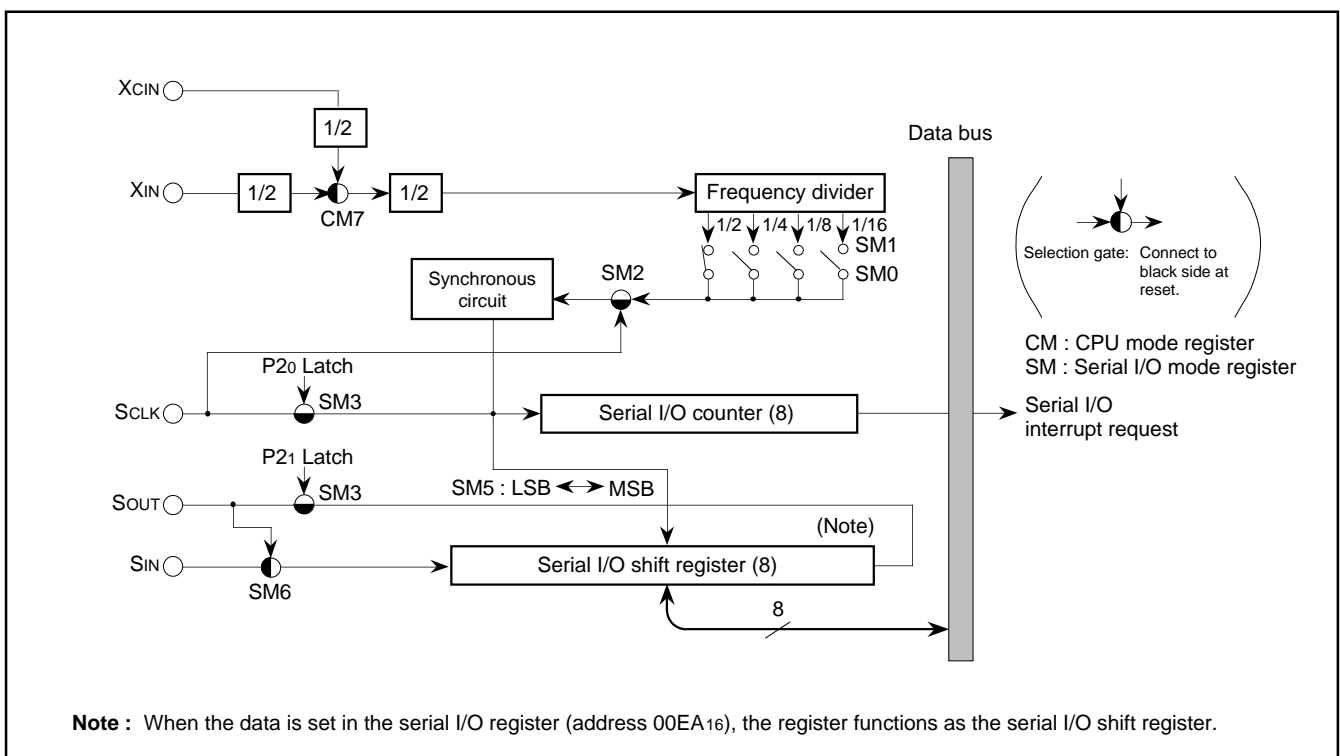 XCIN
1/2
Data bus
XIN
1/2
CM7
1/2
Frequency divider
1/2
1/4
1/8
1/16
SM1
SM0
Selection gate: Connect to
black side at
reset.
Synchronous
circuit
SM2
CM : CPU mode register
SM : Serial I/O mode register
P20 Latch
SCLK
SM3
Serial I/O counter (8)
Serial I/O
interrupt request
P21 Latch
SOUT
SM3
SM5 : LSB ↔ MSB
(Note)
SIN
SM6
Serial I/O shift register (8)
8
Note : When the data is set in the serial I/O register (address 00EA16), the register functions as the serial I/O shift register.